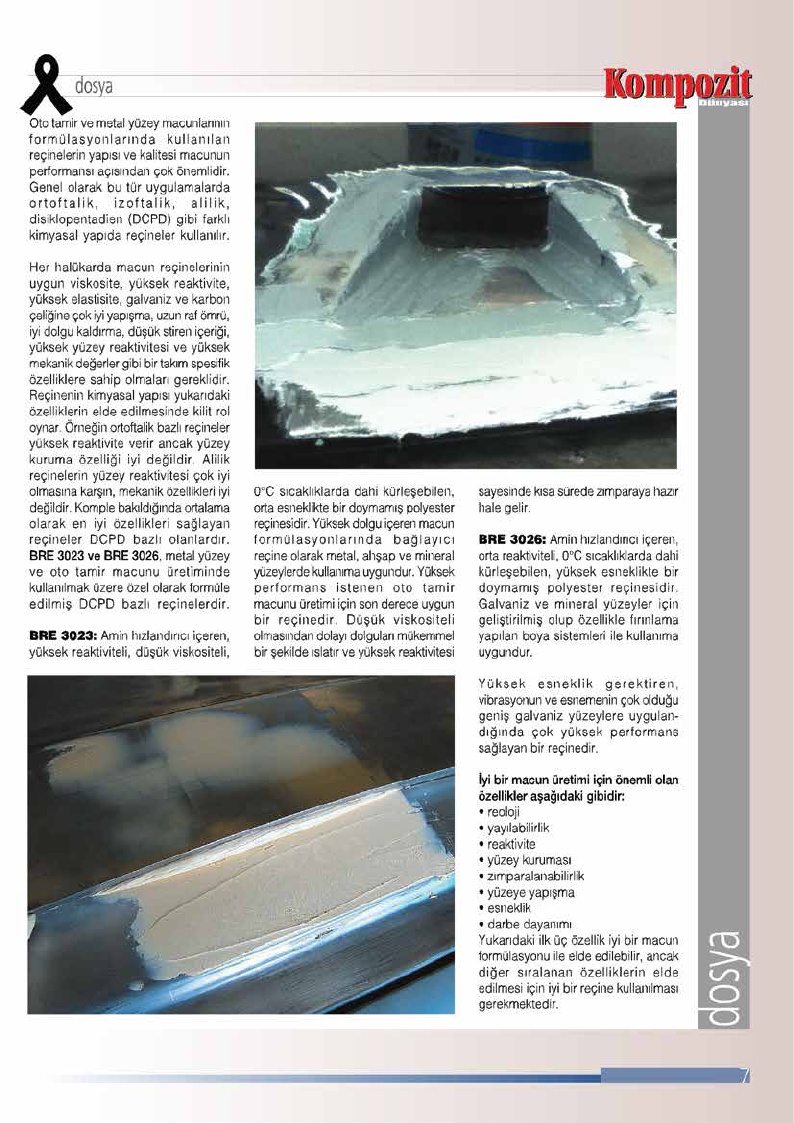 dosya
Kompozit
Dünyası
Oto tamir ve metal yüzey macunlarının
formülasyonlarında kullanılan
reçinelerin yapısı ve kalitesi macunun
performansı açısından çok önemlidir.
Genel olarak bu tür uygulamalarda
ortoftalik, izoftalik, alilik,
disiklopentadien (DCPD) gibi farklı
kimyasal yapıda reçineler kullanılır.
Her halükarda macun reçinelerinin
uygun viskosite, yüksek reaktivite,
yüksek elastisite, galvaniz ve karbon
çeliğine çok iyi yapışma, uzun raf ömrü,
iyi dolgu kaldırma, düşük stiren içeriği,
yüksek yüzey reaktivitesi ve yüksek
mekanik değerler gibi bir takım spesifik
özelliklere sahip olmaları gereklidir.
Reçinenin kimyasal yapısı yukarıdaki
özelliklerin elde edilmesinde kilit rol
oynar. Örneğin ortoftalik bazlı reçineler
yüksek reaktivite verir ancak yüzey
kuruma özelliği iyi değildir. Alilik
reçinelerin yüzey reaktivitesi çok iyi
olmasına karşın, mekanik özellikleri iyi
değildir. Komple bakıldığında ortalama
olarak en iyi özellikleri sağlayan
reçineler DCPD bazlı olanlardır.
BRE 3023 ve BRE 3026, metal yüzey
ve oto tamir macunu üretiminde
kullanılmak üzere özel olarak formüle
edilmiş DCPD bazlı reçinelerdir.
BRE 3023: Amin hızlandırıcı içeren,
yüksek reaktiviteli, düşük viskositeli,
0°C sıcaklıklarda dahi kürleşebilen,
orta esneklikte bir doymamış polyester
reçinesidir. Yüksek dolgu içeren macun
formülasyonlarında bağlayıcı
reçine olarak metal, ahşap ve mineral
yüzeylerde kullanıma uygundur. Yüksek
performans istenen oto tamir
macunu üretimi için son derece uygun
bir reçinedir. Düşük viskositeli
olmasından dolayı dolguları mükemmel
bir şekilde ıslatır ve yüksek reaktivitesi
sayesinde kısa sürede zımparaya hazır
hale gelir.
BRE 3026: Amin hızlandırıcı içeren,
orta reaktiviteli, 0°C sıcaklıklarda dahi
kürleşebilen, yüksek esneklikte bir
doymamış polyester reçinesidir.
Galvaniz ve mineral yüzeyler için
geliştirilmiş olup özellikle fırınlama
yapılan boya sistemleri ile kullanıma
uygundur.
Yüksek esneklik gerektiren,
vibrasyonun ve esnemenin çok olduğu
geniş galvaniz yüzeylere uygulan-
dığında çok yüksek performans
sağlayan bir reçinedir.
İyi bir macun üretimi için önemli olan
özellikler aşağıdaki gibidir:
• reoloji
• yayılabilirlik
• reaktivite
• yüzey kuruması
• zımparalanabilirlik
• yüzeye yapışma
• esneklik
• darbe dayanımı
Yukarıdaki ilk üç özellik iyi bir macun
formülasyonu ile elde edilebilir, ancak
diğer sıralanan özelliklerin elde
edilmesi için iyi bir reçine kullanılması
gerekmektedir.
dosya
7